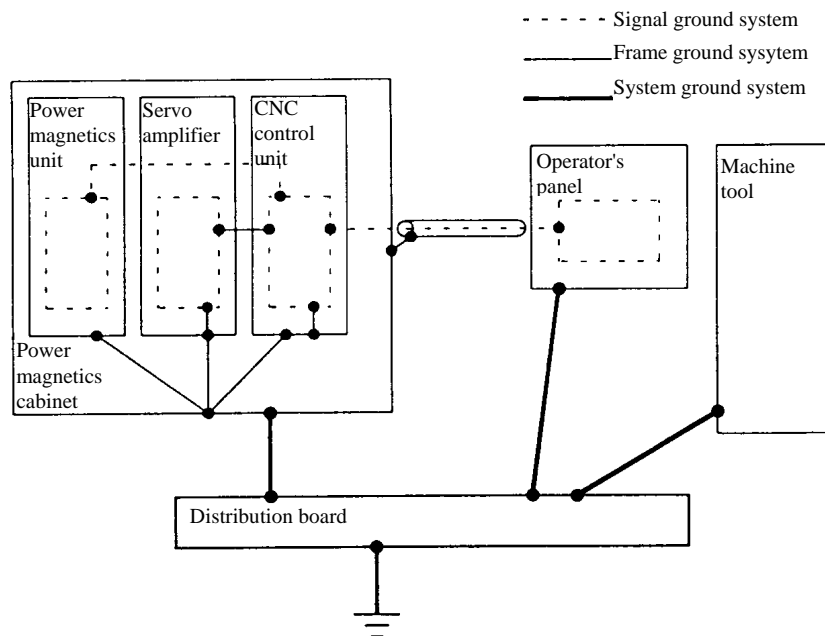 Signal ground system
Frame ground sysytem
System ground system
Power
magnetics
unit
Servo
amplifier
CNC
control
unit
Operator's
panel
Machine
tool
Power
magnetics
cabinet
Distribution board